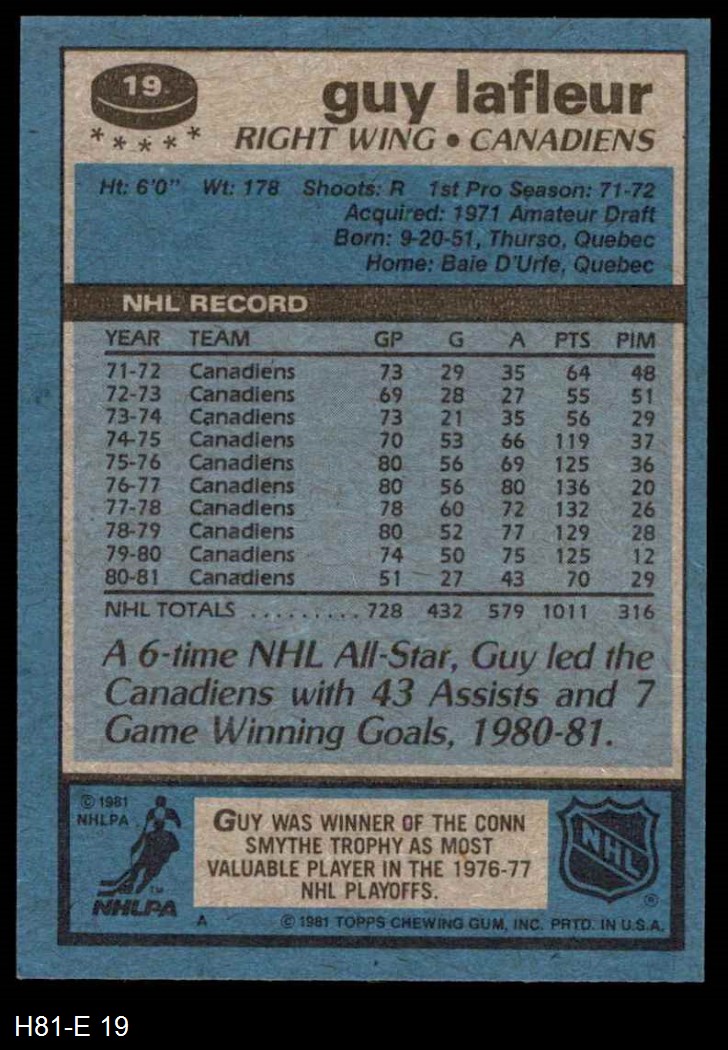 19
★★★★★
guy lafleur
RIGHT WING • CANADIENS
Ht: 6'0" Wt: 178 Shoots: R 1st Pro Season: 71-72
Acquired: 1971 Amateur Draft
Born: 9-20-51, Thurso, Quebec
Home: Baie D'Urfe, Quebec
NHL RECORD
YEAR TEAM GP G A PTS PIM
71-72 Canadiens 73 29 35 64 48
72-73 Canadiens 69 28 27 55 51
73-74 Canadiens 73 21 35 56 29
74-75 Canadiens 70 53 66 119 37
75-76 Canadiens 80 56 69 125 36
76-77 Canadiens 80 56 80 136 20
77-78 Canadiens 78 60 72 132 26
78-79 Canadiens 80 52 77 129 28
79-80 Canadiens 74 50 75 125 12
80-81 Canadiens 51 27 43 70 29
NHL TOTALS .......... 728 432 579 1011 316
A 6-time NHL All-Star, Guy led the
Canadiens with 43 Assists and 7
Game Winning Goals, 1980-81.
© 1981
NHLPA
TM
NHLPA
GUY WAS WINNER OF THE CONN
SMYTHE TROPHY AS MOST
VALUABLE PLAYER IN THE 1976-77
NHL PLAYOFFS.
NHL
®
A © 1981 TOPPS CHEWING GUM, INC. PRTD. IN U.S.A.
H81-E 19